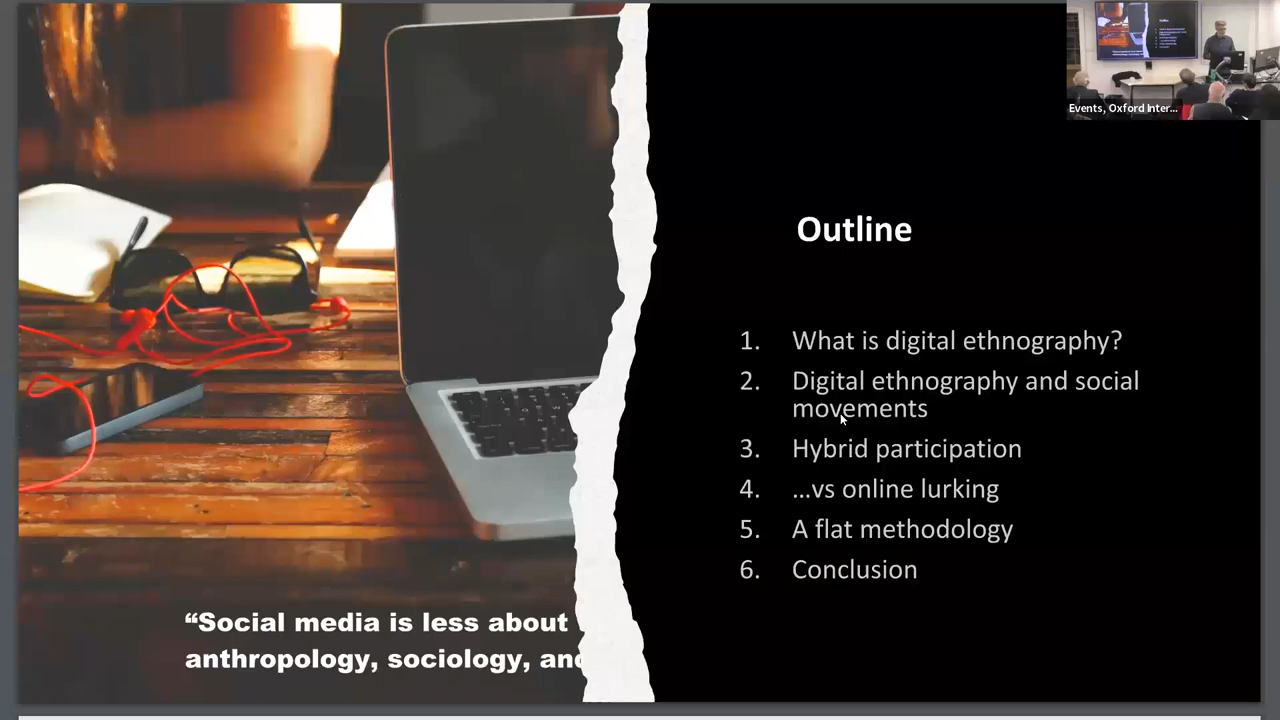 Events, Oxford Inter...
Outline
1. What is digital ethnography?
2. Digital ethnography and social
movements
3. Hybrid participation
4. ...vs online lurking
5. A flat methodology
6. Conclusion
“Social media is less about
anthropology, sociology, and